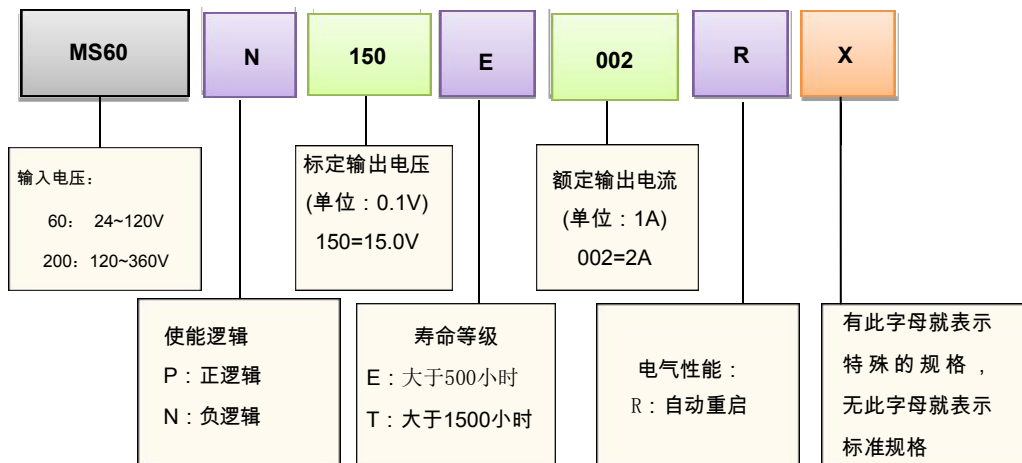 MS60
N
150
E
002
R
X
输入电压：
60： 24~120V
200：120~360V
标定输出电压
(单位：0.1V)
150=15.0V
额定输出电流
(单位：1A)
002=2A
使能逻辑
P：正逻辑
N：负逻辑
寿命等级
E：大于500小时
T：大于1500小时
电气性能：
R：自动重启
有此字母就表示
特殊的规格，
无此字母就表示
标准规格